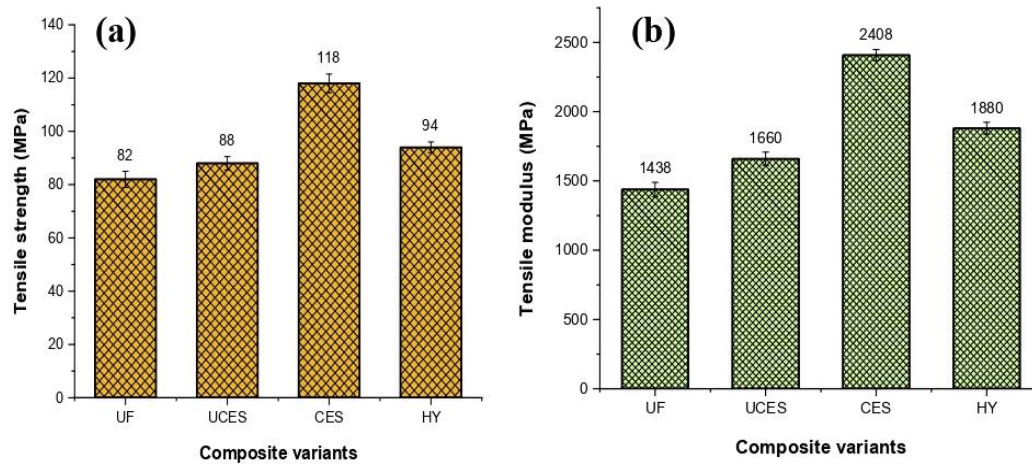 (a)
Tensile strength (MPa)
140
120
100
80
60
40
20
0
82
88
118
94
UF UCES CES HY
Composite variants
(b)
Tensile modulus (MPa)
2500
2000
1500
1000
500
0
1438
1660
2408
1880
UF UCES CES HY
Composite variants